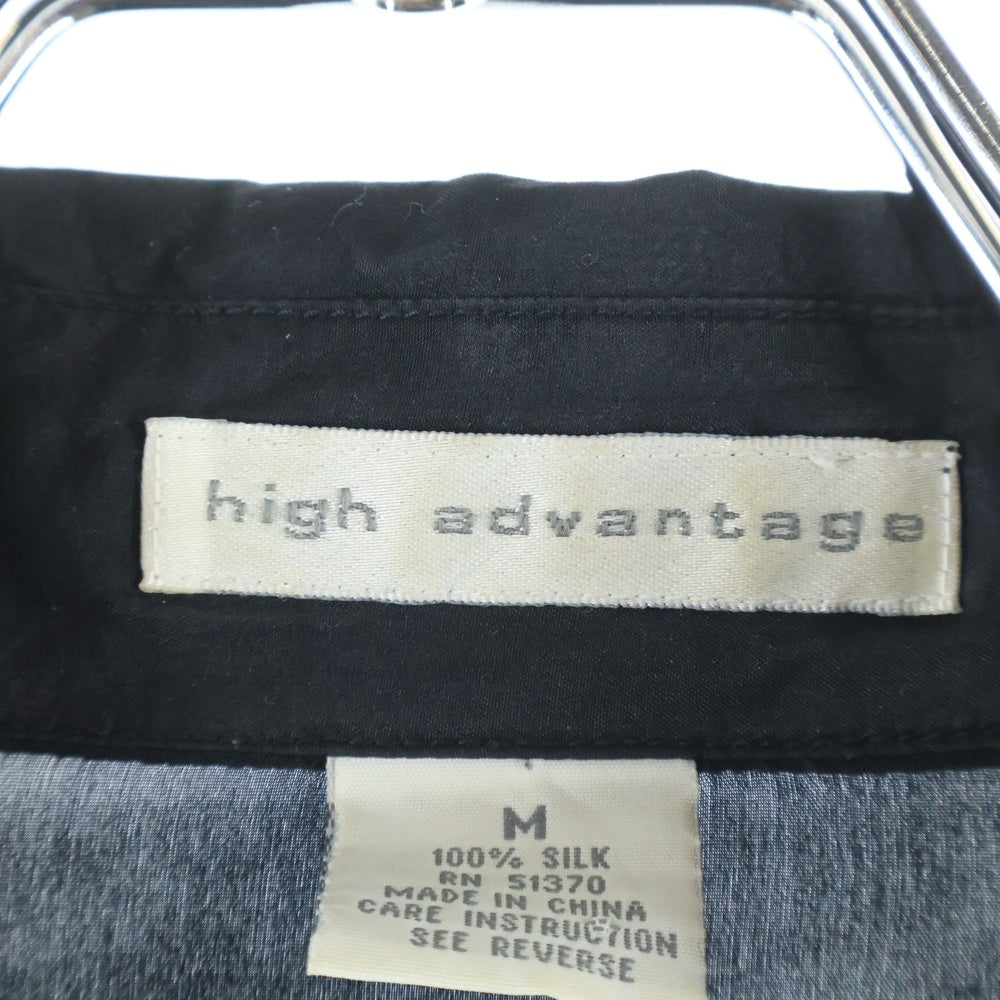 high advantage
M
100% SILK
RN 51370
MADE IN CHINA
CARE INSTRUCTION
SEE REVERSE